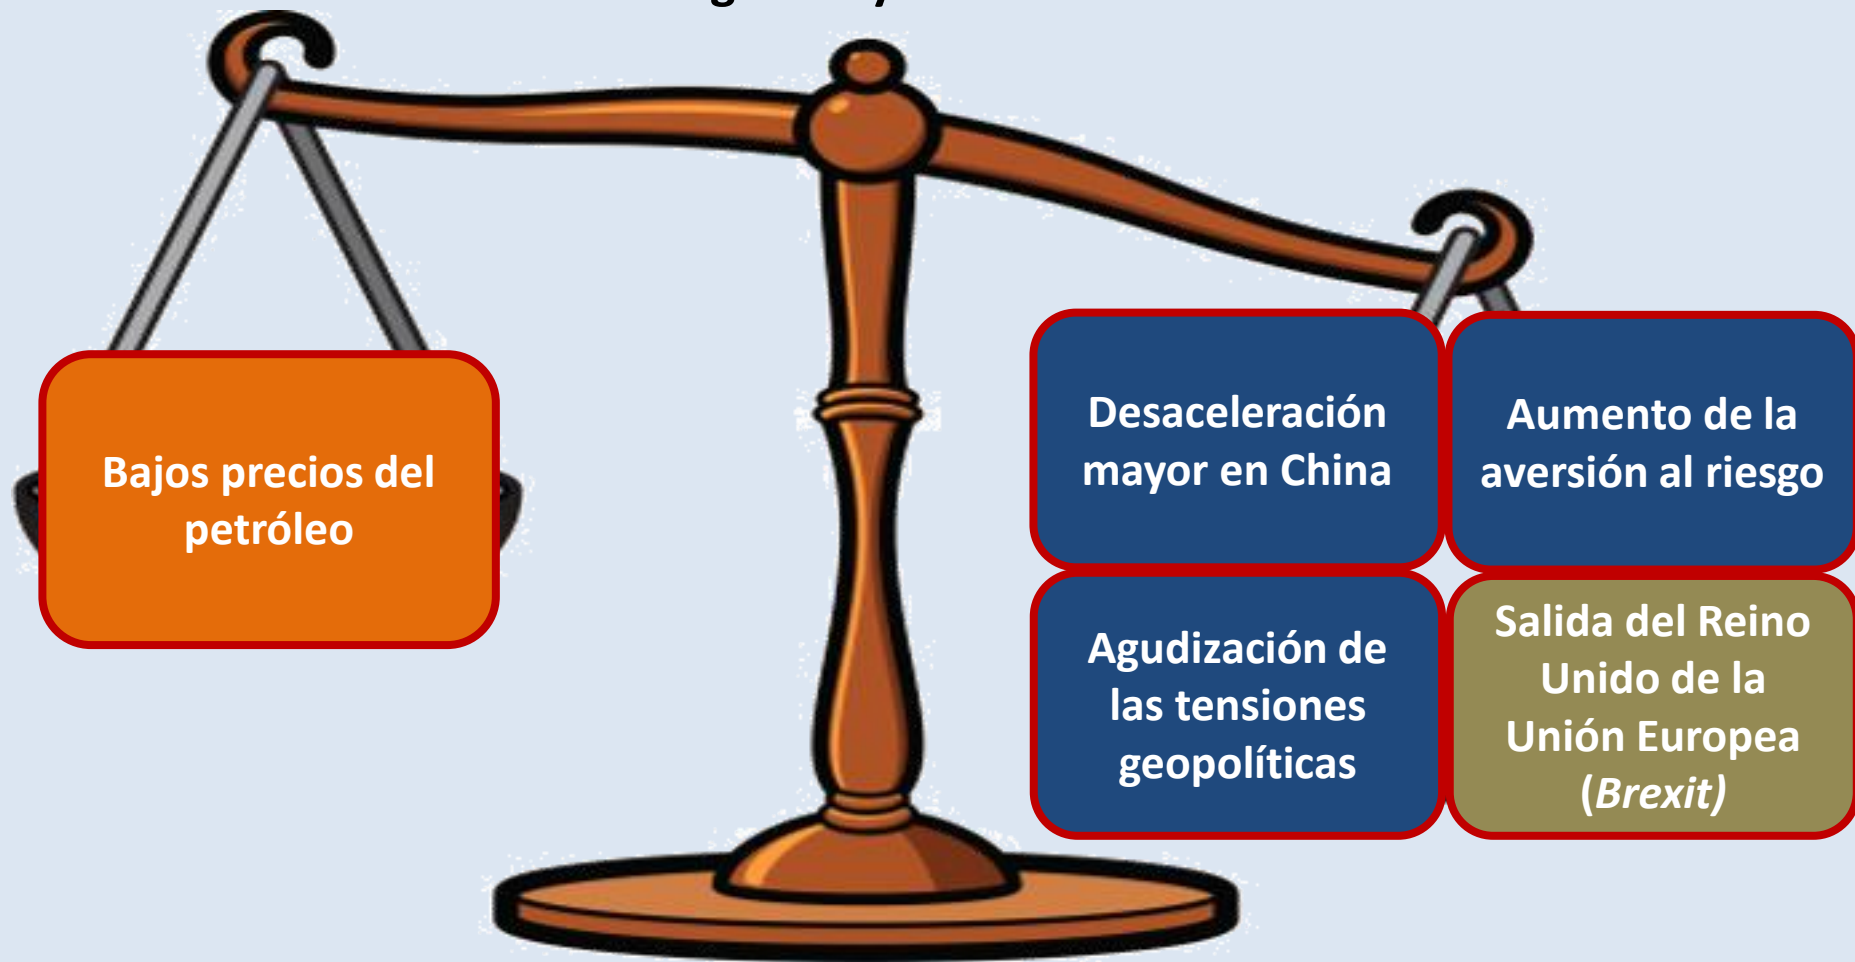 Bajos precios del
petróleo
Desaceleración
mayor en China
Aumento de la
aversión al riesgo
Agudización de
las tensiones
geopolíticas
Salida del Reino
Unido de la
Unión Europea
(Brexit)